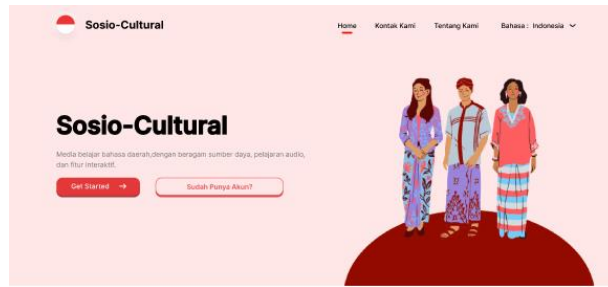 Sosio-Cultural
Home Kontak Kami Tentang Kami Bahasa : Indonesia
Sosio-Cultural
Media belajar bahasa daerah,dengan beragam sumber daya, pelajaran audio,
dan fitur interaktif.
Get Started → Sudah Punya Akun?